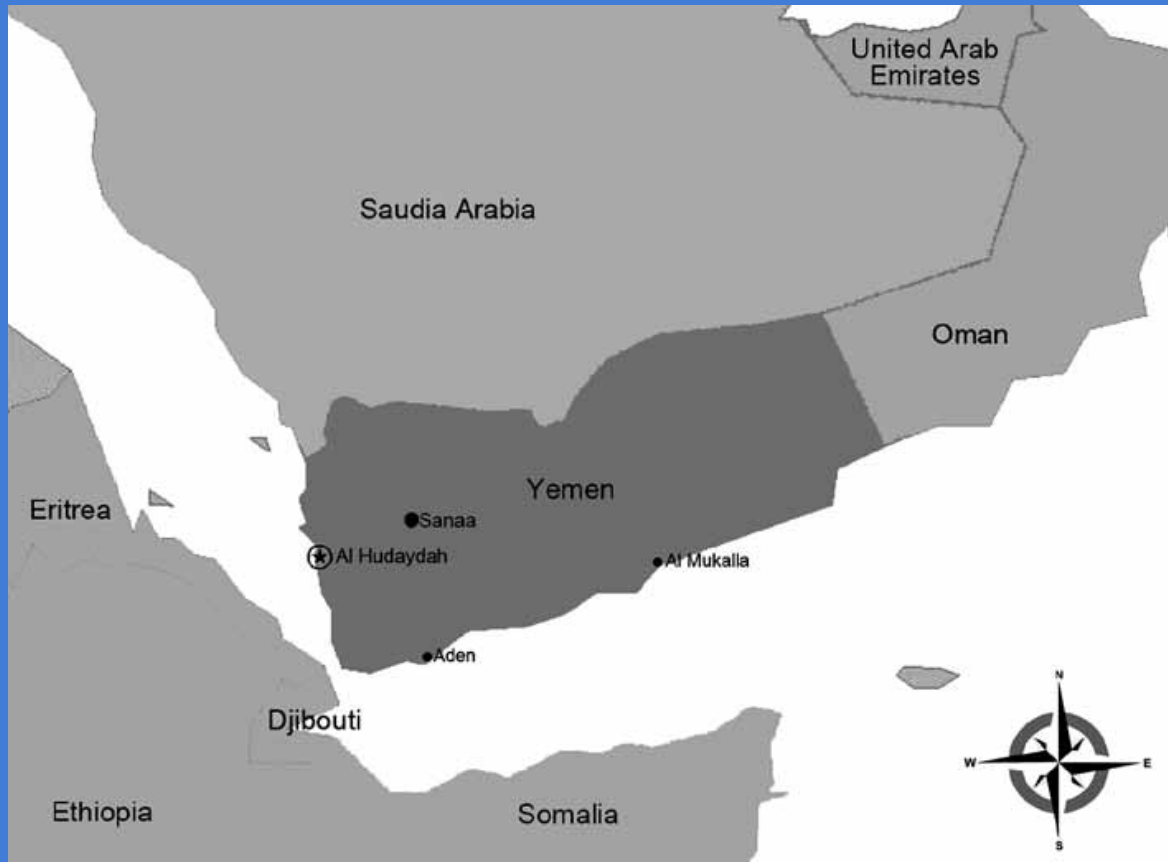 United Arab
Emirates
Saudia Arabia
Oman
Yemen
Eritrea
Sanaa
Al Hudaydah
Al Mukalla
Aden
N
Djibouti
W
E
Ethiopia
Somalia
S